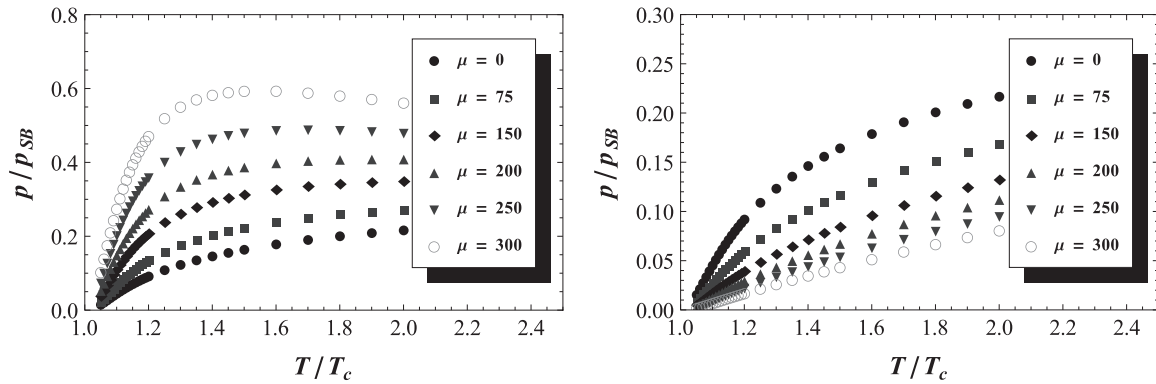 0.8
0.6
0.4
0.2
0.0
p/p_SB
1.0 1.2 1.4 1.6 1.8 2.0 2.2 2.4
T/T_c
μ = 0
μ = 75
μ = 150
μ = 200
μ = 250
μ = 300
0.30
0.25
0.20
0.15
0.10
0.05
0.00
p/p_SB
1.0 1.2 1.4 1.6 1.8 2.0 2.2 2.4
T/T_c
μ = 0
μ = 75
μ = 150
μ = 200
μ = 250
μ = 300